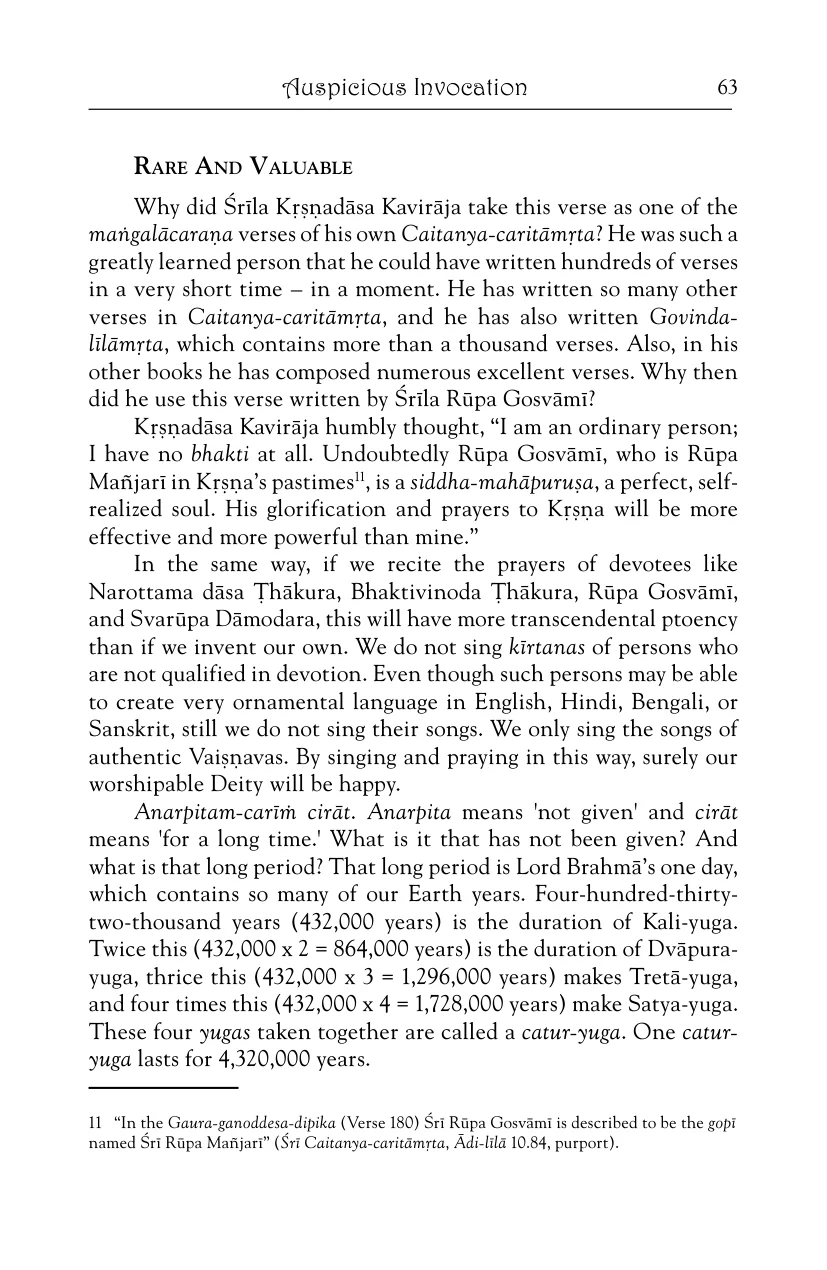 Auspicious Invocation 63
Rare And Valuable
Why did Śrīla Kṛṣṇadāsa Kavirāja take this verse as one of the
maṅgalācaraṇa verses of his own Caitanya-caritāmṛta? He was such a
greatly learned person that he could have written hundreds of verses
in a very short time – in a moment. He has written so many other
verses in Caitanya-caritāmṛta, and he has also written Govinda-
līlāmṛta, which contains more than a thousand verses. Also, in his
other books he has composed numerous excellent verses. Why then
did he use this verse written by Śrīla Rūpa Gosvāmī?
Kṛṣṇadāsa Kavirāja humbly thought, “I am an ordinary person;
I have no bhakti at all. Undoubtedly Rūpa Gosvāmī, who is Rūpa
Mañjarī in Kṛṣṇa’s pastimes11, is a siddha-mahāpuruṣa, a perfect, self-
realized soul. His glorification and prayers to Kṛṣṇa will be more
effective and more powerful than mine.”
In the same way, if we recite the prayers of devotees like
Narottama dāsa Ṭhākura, Bhaktivinoda Ṭhākura, Rūpa Gosvāmī,
and Svarūpa Dāmodara, this will have more transcendental ptoency
than if we invent our own. We do not sing kīrtanas of persons who
are not qualified in devotion. Even though such persons may be able
to create very ornamental language in English, Hindi, Bengali, or
Sanskrit, still we do not sing their songs. We only sing the songs of
authentic Vaiṣṇavas. By singing and praying in this way, surely our
worshipable Deity will be happy.
Anarpitam-carīṁ cirāt. Anarpita means 'not given' and cirāt
means 'for a long time.' What is it that has not been given? And
what is that long period? That long period is Lord Brahmā’s one day,
which contains so many of our Earth years. Four-hundred-thirty-
two-thousand years (432,000 years) is the duration of Kali-yuga.
Twice this (432,000 x 2 = 864,000 years) is the duration of Dvāpura-
yuga, thrice this (432,000 x 3 = 1,296,000 years) makes Tretā-yuga,
and four times this (432,000 x 4 = 1,728,000 years) make Satya-yuga.
These four yugas taken together are called a catur-yuga. One catur-
yuga lasts for 4,320,000 years.
11 “In the Gaura-ganoddesa-dipika (Verse 180) Śrī Rūpa Gosvāmī is described to be the gopī
named Śrī Rūpa Mañjarī” (Śrī Caitanya-caritāmṛta, Ādi-līlā 10.84, purport).